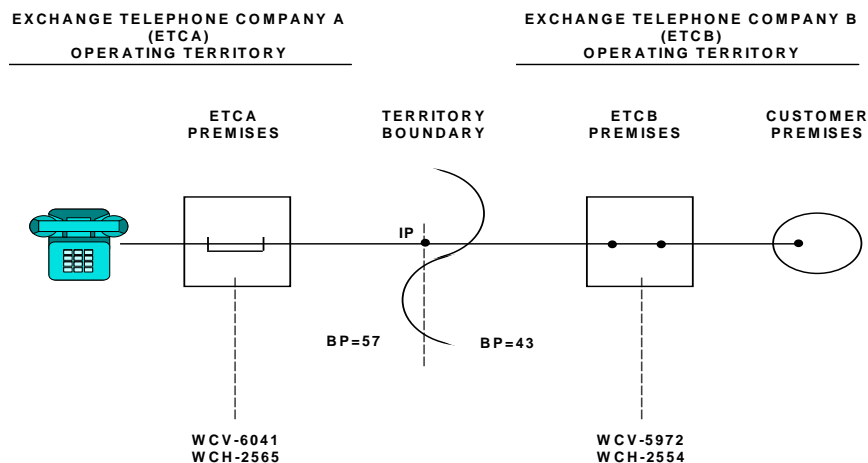 EXCHANGE TELEPHONE COMPANY A
(ETCA)
OPERATING TERRITORY
EXCHANGE TELEPHONE COMPANY B
(ETCB)
OPERATING TERRITORY
ETCA
PREMISES
TERRITORY
BOUNDARY
ETCB
PREMISES
CUSTOMER
PREMISES
IP
BP=57
BP=43
WCV-6041
WCH-2565
WCV-5972
WCH-2554